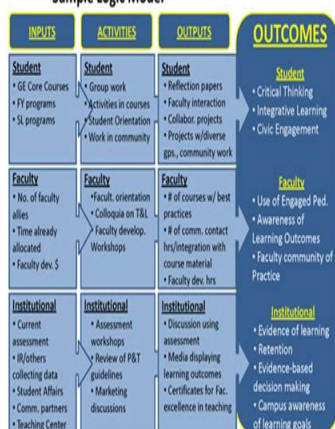 Sample Logic Model
INPUTS
ACTIVITIES
OUTPUTS
OUTCOMES
Student
• GE Core Courses
• FY programs
• SL programs
Student
• Group work
• Activities in courses
• Student Orientation
• Work in community
Student
• Reflection papers
• Faculty interaction
• Collabor. projects
• Projects w/diverse
gps., community work
Student
• Critical Thinking
• Integrative Learning
• Civic Engagement
Faculty
• No. of faculty
allies
• Time already
allocated
• Faculty dev. $
Faculty
• Facult. orientation
• Colloquia on T&L
• Faculty develop.
Workshops
Faculty
• # of courses w/ best
practices
• # of comm. contact
hrs/integration with
course material
• Faculty dev. hrs
Faculty
• Use of Engaged Ped.
• Awareness of
Learning Outcomes
• Faculty community of
Practice
Institutional
• Current
assessment
• IR/others
collecting data
• Student Affairs
• Comm. partners
• Teaching Center
Institutional
• Assessment
workshops
• Review of P&T
guidelines
• Marketing
discussions
Institutional
• Discussion using
assessment
• Media displaying
learning outcomes
• Certificates for Fac.
excellence in teaching
Institutional
• Evidence of learning
• Retention
• Evidence-based
decision making
• Campus awareness
of learning goals